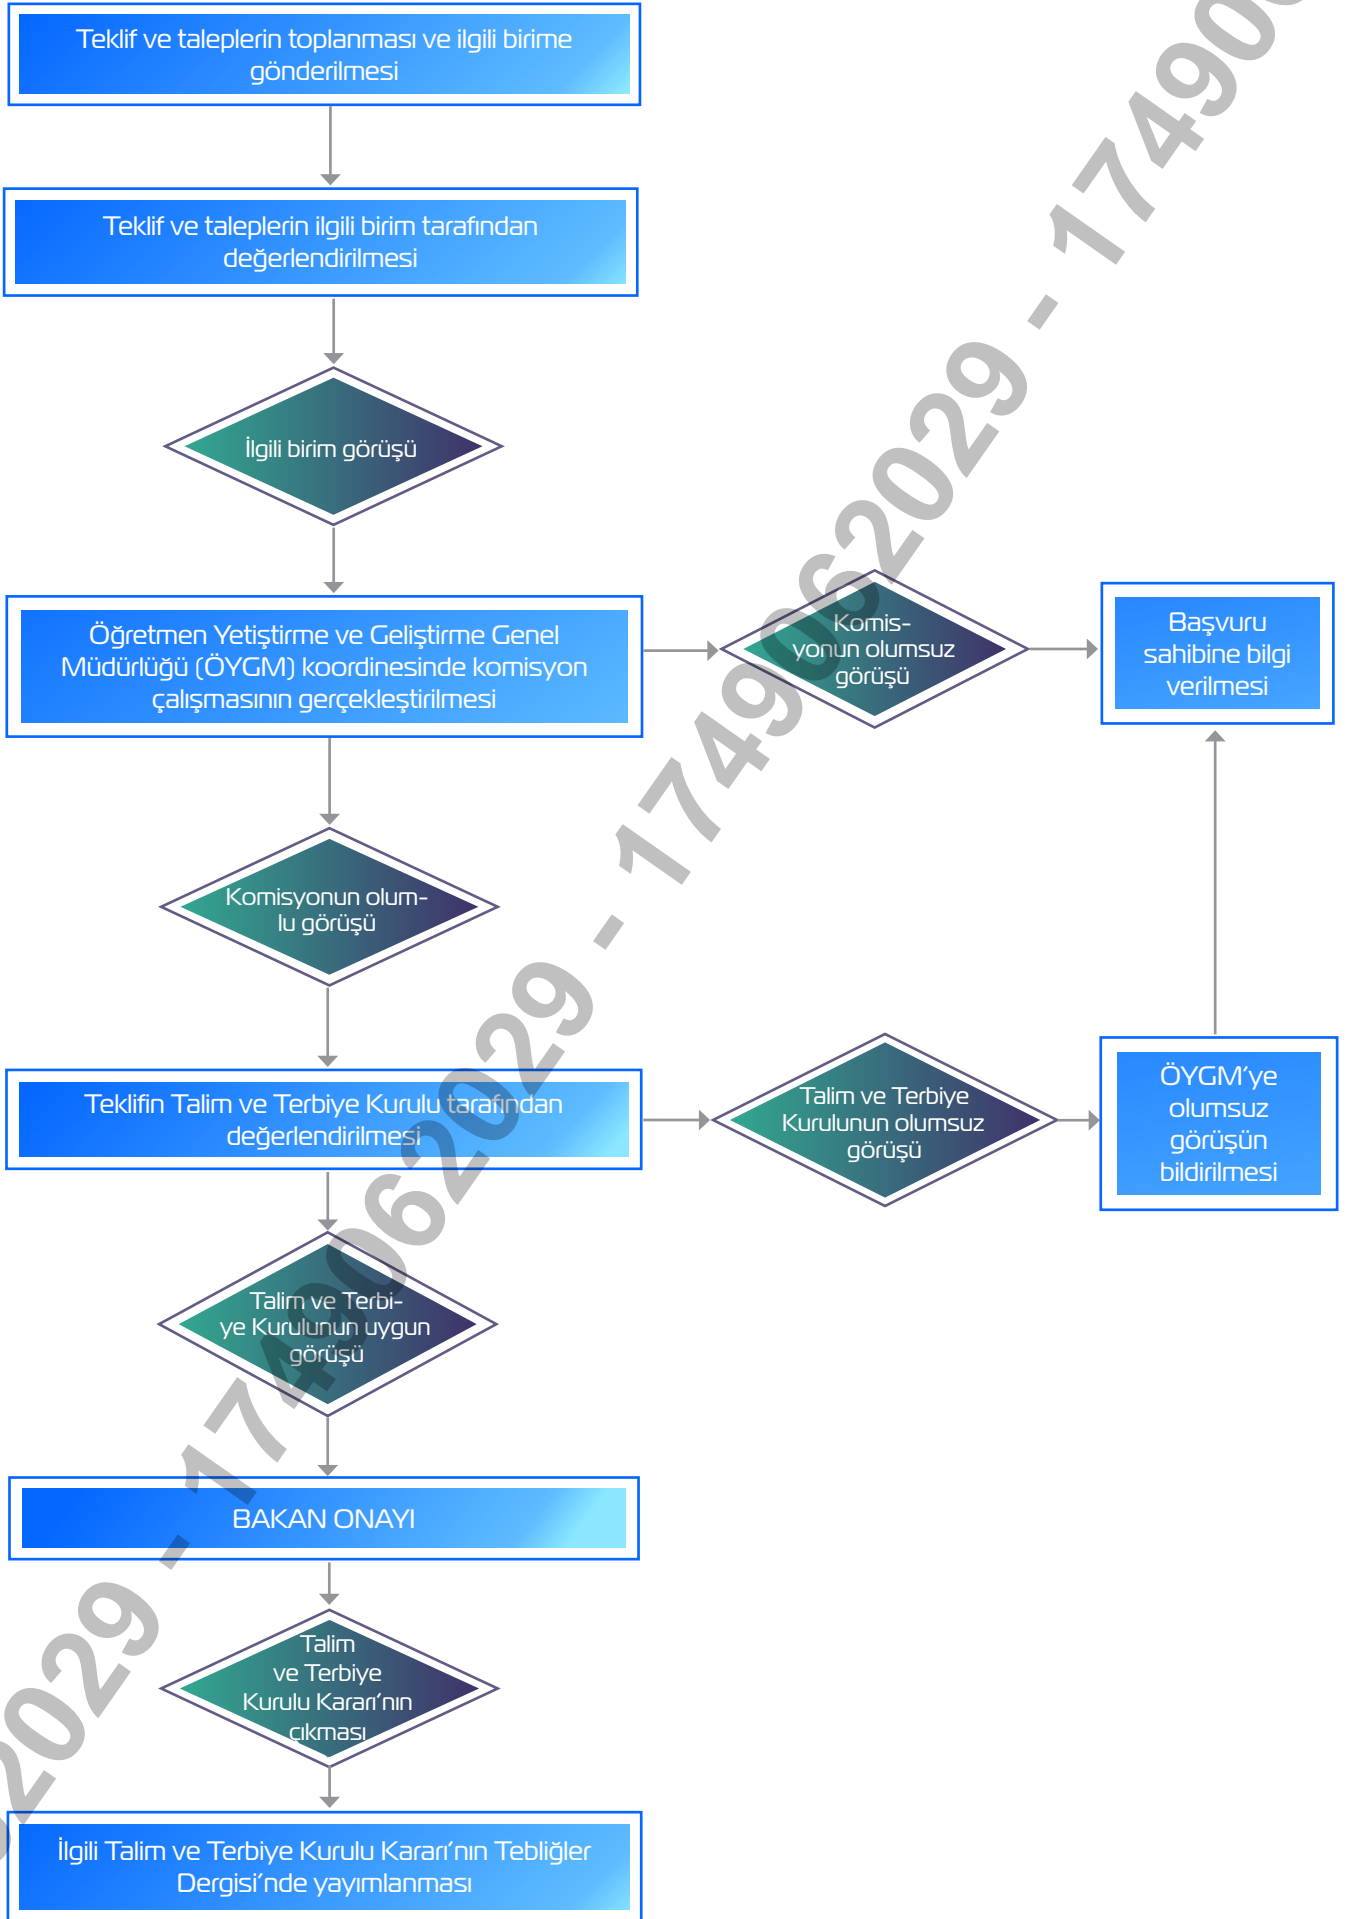 Teklif ve taleplerin toplanması ve ilgili birime
gönderilmesi
Teklif ve taleplerin ilgili birim tarafından
değerlendirilmesi
İlgili birim görüşü
Öğretmen Yetiştirme ve Geliştirme Genel
Müdürlüğü (ÖYGM) koordinesinde komisyon
çalışmasının gerçekleştirilmesi
Komis-
yonun olumsuz
görüşü
Başvuru
sahibine bilgi
verilmesi
Komisyonun olum-
lu görüşü
Teklifin Talim ve Terbiye Kurulu tarafından
değerlendirilmesi
Talim ve Terbiye
Kurulunun olumsuz
görüşü
ÖYGM’ye
olumsuz
görüşün
bildirilmesi
Talim ve Terbi-
ye Kurulunun uygun
görüşü
BAKAN ONAYI
Talim
ve Terbiye
Kurulu Kararı’nın
çıkması
İlgili Talim ve Terbiye Kurulu Kararı’nın Tebliğler
Dergisi’nde yayımlanması
2029 - 1749062029 - 1749062029 - 17490